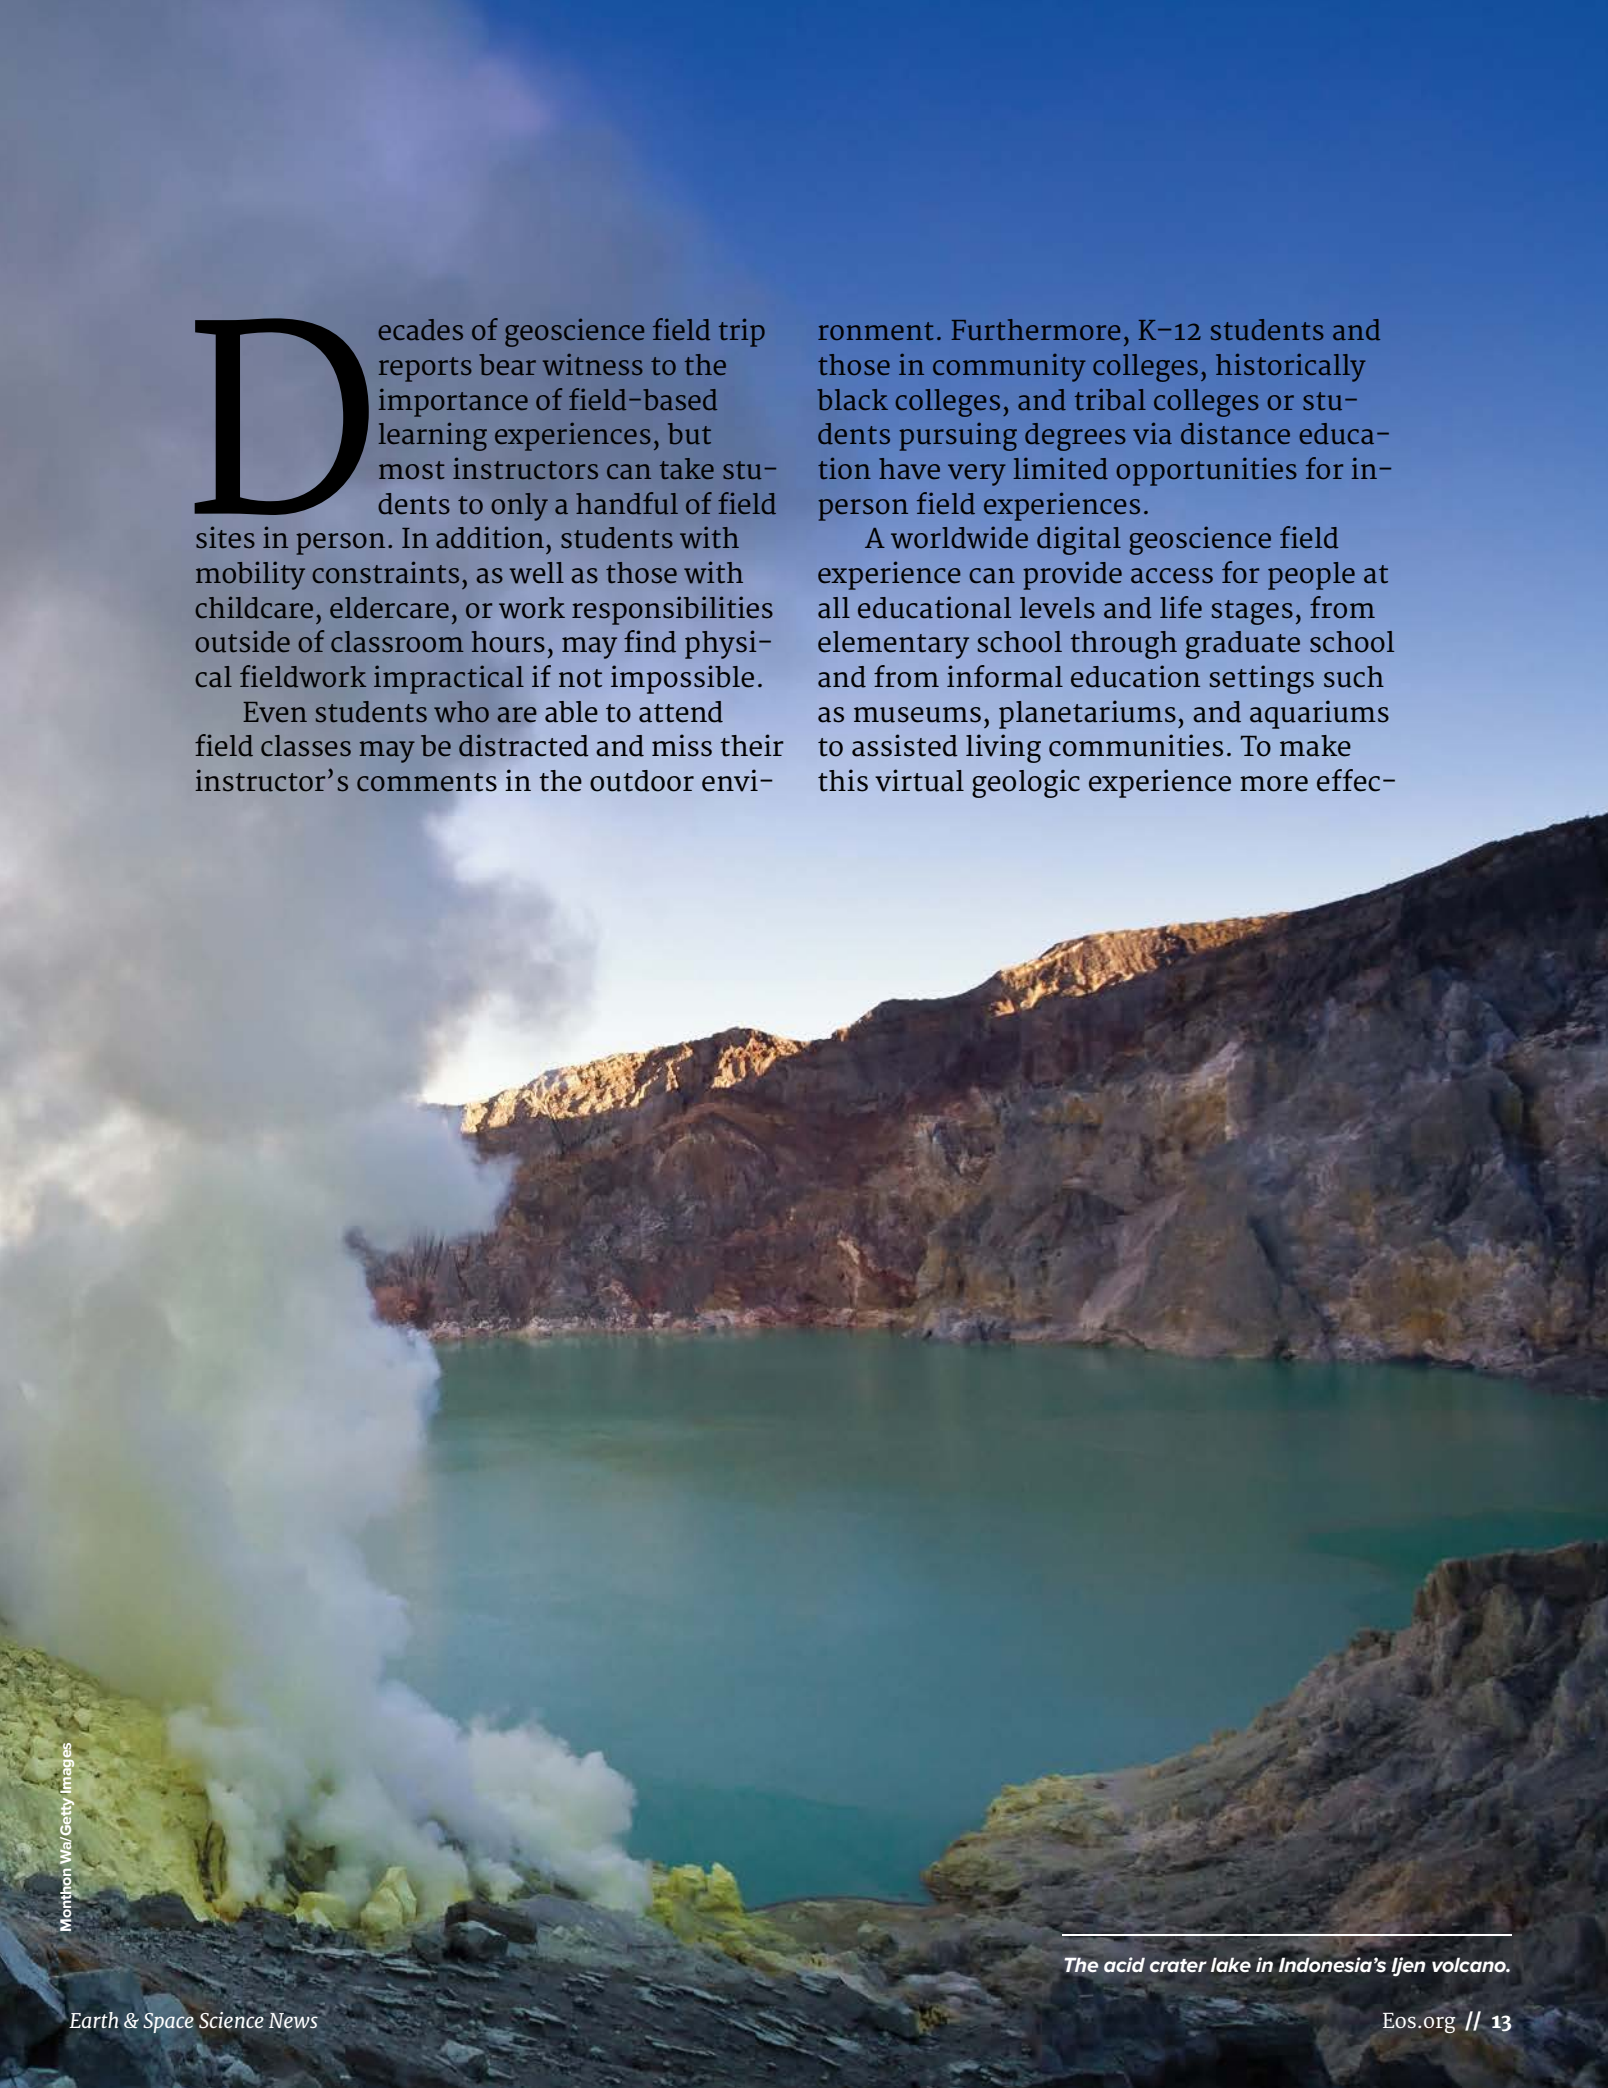 Decades of geoscience field trip
reports bear witness to the
importance of field-based
learning experiences, but
most instructors can take stu-
dents to only a handful of field
sites in person. In addition, students with
mobility constraints, as well as those with
childcare, eldercare, or work responsibilities
outside of classroom hours, may find physi-
cal fieldwork impractical if not impossible.
Even students who are able to attend
field classes may be distracted and miss their
instructor’s comments in the outdoor envi-
ronment. Furthermore, K–12 students and
those in community colleges, historically
black colleges, and tribal colleges or stu-
dents pursuing degrees via distance educa-
tion have very limited opportunities for in-
person field experiences.
A worldwide digital geoscience field
experience can provide access for people at
all educational levels and life stages, from
elementary school through graduate school
and from informal education settings such
as museums, planetariums, and aquariums
to assisted living communities. To make
this virtual geologic experience more effec-
Monthon Wa/Getty Images
The acid crater lake in Indonesia’s Ijen volcano.
Earth & Space Science News
Eos.org // 13